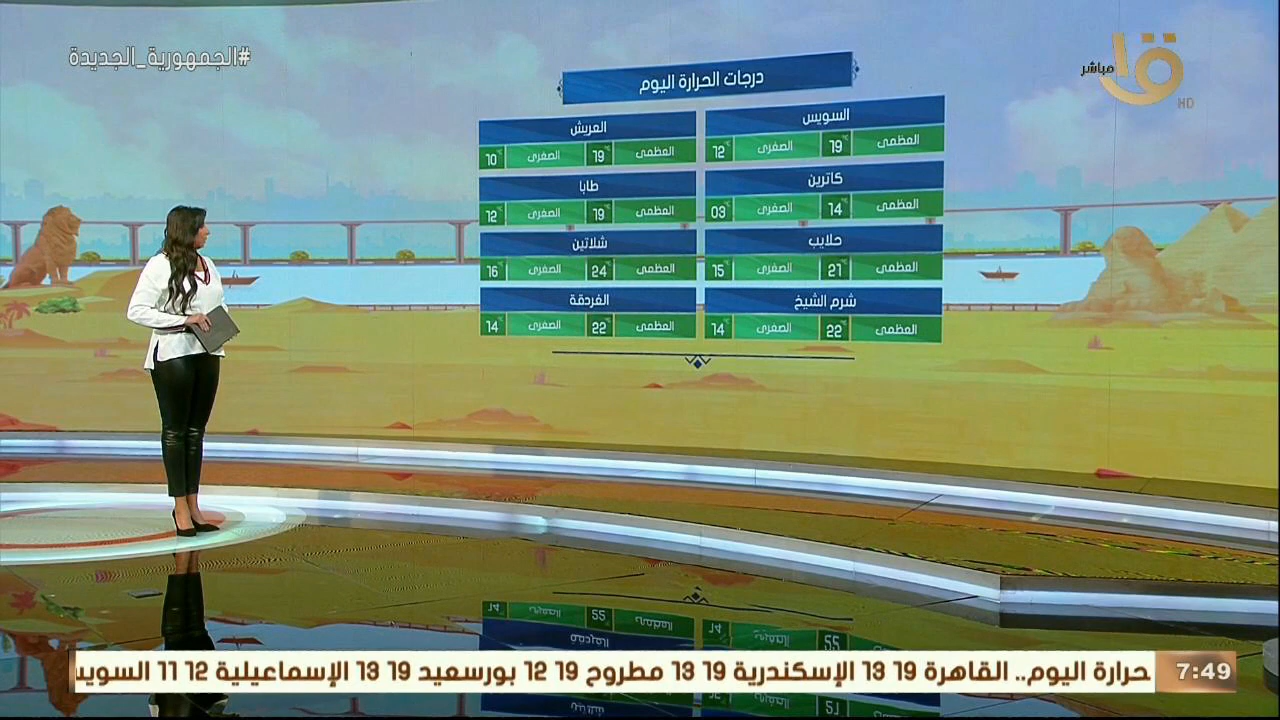 #الجمهورية_الجديدة
مباشر
HD
درجات الحرارة اليوم
السويس
العظمى 19 الصغرى 12
العريش
العظمى 19 الصغرى 10
كاترين
العظمى 14 الصغرى 03
طابا
العظمى 19 الصغرى 12
حلايب
العظمى 21 الصغرى 15
شلاتين
العظمى 24 الصغرى 16
شرم الشيخ
العظمى 22 الصغرى 14
الغردقة
العظمى 22 الصغرى 14
7:49
حرارة اليوم.. القاهرة 19 13 الإسكندرية 19 13 مطروح 19 12 بورسعيد 19 13 الإسماعيلية 12 11 السويس